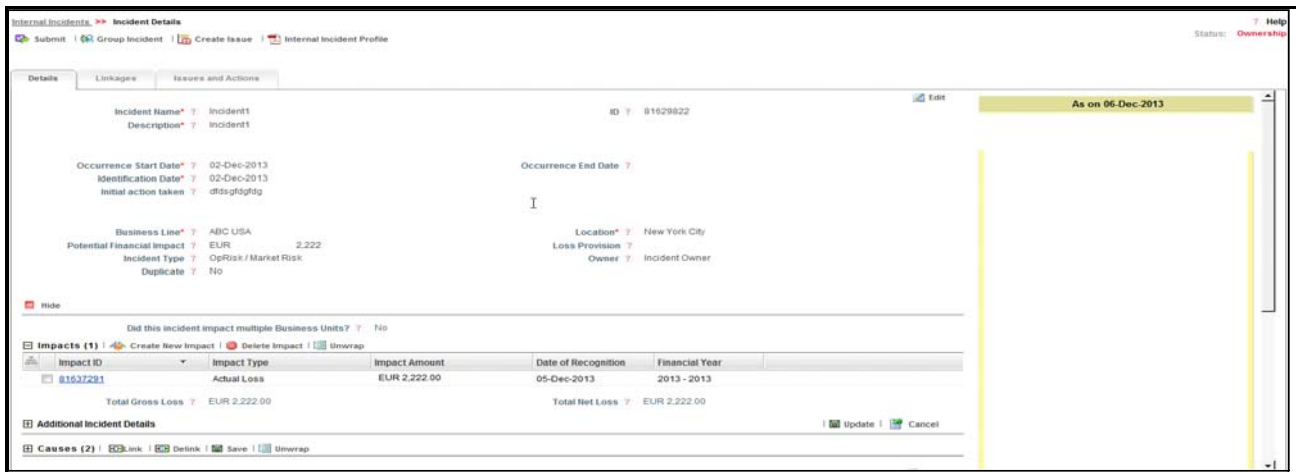 Internal Incidents >> Incident Details
? Help
Submit | Group Incident | Create Issue | Internal Incident Profile
Status: Ownership
Details Linkages Issues and Actions
Edit
As on 06-Dec-2013
Incident Name* ? Incident1 ID ? 81629822
Description* ? Incident1
Occurrence Start Date* ? 02-Dec-2013 Occurrence End Date ?
Identification Date* ? 02-Dec-2013
Initial action taken ? dfdsgfdgfdg
Business Line* ? ABC USA Location* ? New York City
Potential Financial Impact ? EUR 2,222 Loss Provision ?
Incident Type ? OpRisk / Market Risk Owner ? Incident Owner
Duplicate ? No
Hide
Did this incident impact multiple Business Units? ? No
Impacts (1) | Create New Impact | Delete Impact | Unwrap
Impact ID Impact Type Impact Amount Date of Recognition Financial Year
81637291 Actual Loss EUR 2,222.00 05-Dec-2013 2013 - 2013
Total Gross Loss ? EUR 2,222.00 Total Net Loss ? EUR 2,222.00
Additional Incident Details | Update | Cancel
Causes (2) | Link | Delink | Save | Unwrap